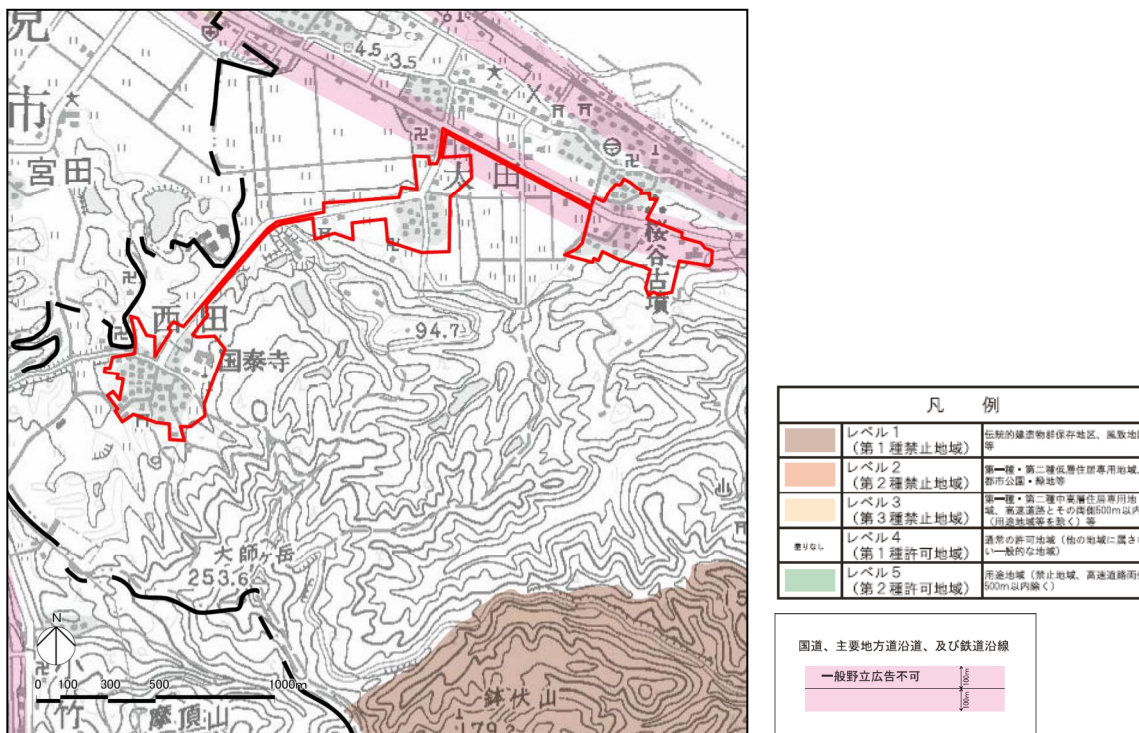 見
市
宮田
4.5
3.5
61
太田
桜谷古墳
西田
国泰寺
94.7
大師ヶ岳
253.6
N
0 100 300 500 1000m
竹
摩頂山
鉢伏山
179.2
凡 例
レベル1
(第1種禁止地域)
伝統的建造物群保存地区、風致地
等
レベル2
(第2種禁止地域)
第一種・第二種低層住居専用地域、
都市公園・緑地等
レベル3
(第3種禁止地域)
第一種・第二種中高層住居専用地
域、高速道路とその両側500m以内
(用途地域等を除く)等
塗りなし
レベル4
(第1種許可地域)
通常の許可地域(他の地域に属さ
い一般的な地域)
レベル5
(第2種許可地域)
用途地域(禁止地域、高速道路両
500m以内除く)
国道、主要地方道沿道、及び鉄道沿線
一般野立広告不可
100m
100m